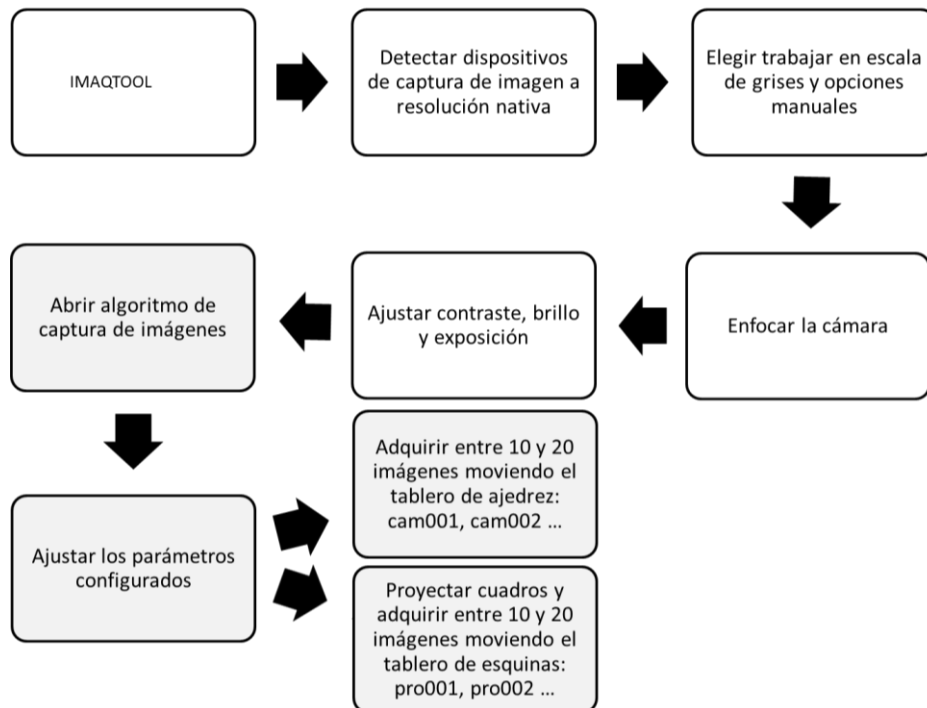 IMAQTOOL
Detectar dispositivos
de captura de imagen a
resolución nativa
Elegir trabajar en escala
de grises y opciones
manuales
Enfocar la cámara
Ajustar contraste, brillo
y exposición
Abrir algoritmo de
captura de imágenes
Ajustar los parámetros
configurados
Adquirir entre 10 y 20
imágenes moviendo el
tablero de ajedrez:
cam001, cam002 ...
Proyectar cuadros y
adquirir entre 10 y 20
imágenes moviendo el
tablero de esquinas:
pro001, pro002 ...